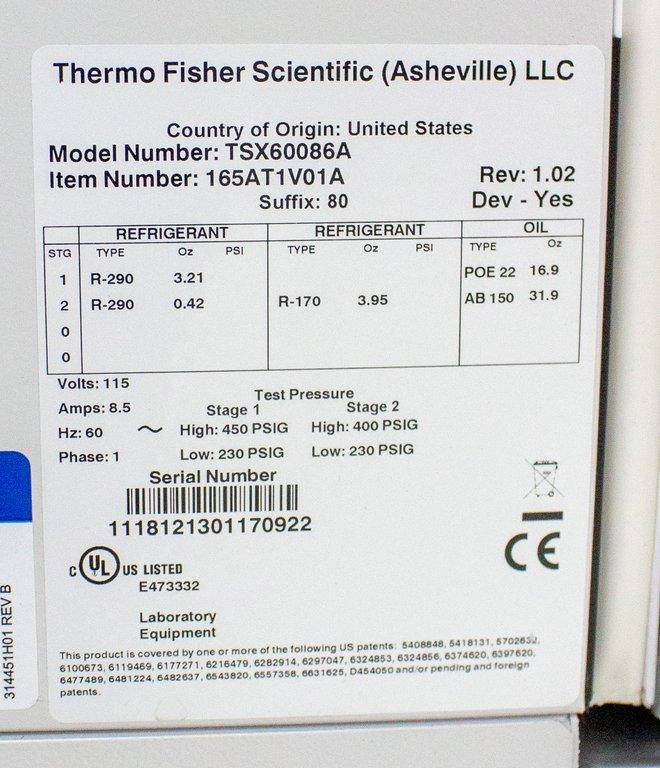 Thermo Fisher Scientific (Asheville) LLC
Country of Origin: United States
Model Number: TSX60086A
Item Number: 165AT1V01A Rev: 1.02
Suffix: 80 Dev - Yes
REFRIGERANT REFRIGERANT OIL
STG TYPE Oz PSI TYPE Oz PSI TYPE Oz
1 R-290 3.21 POE 22 16.9
2 R-290 0.42 R-170 3.95 AB 150 31.9
0
0
Volts: 115
Test Pressure
Amps: 8.5 Stage 1 Stage 2
Hz: 60 ~ High: 450 PSIG High: 400 PSIG
Phase: 1 Low: 230 PSIG Low: 230 PSIG
Serial Number
1118121301170922
CE
C UL US LISTED
E473332
Laboratory
Equipment
This product is covered by one or more of the following US patents: 5408848, 5418131, 5702632,
6100673, 6119469, 6177271, 6216479, 6282914, 6297047, 6324853, 6324856, 6374620, 6397620,
6477489, 6481224, 6482637, 6543820, 6557358, 6631625, D454050 and/or pending and foreign
patents.
314451H01 REV B